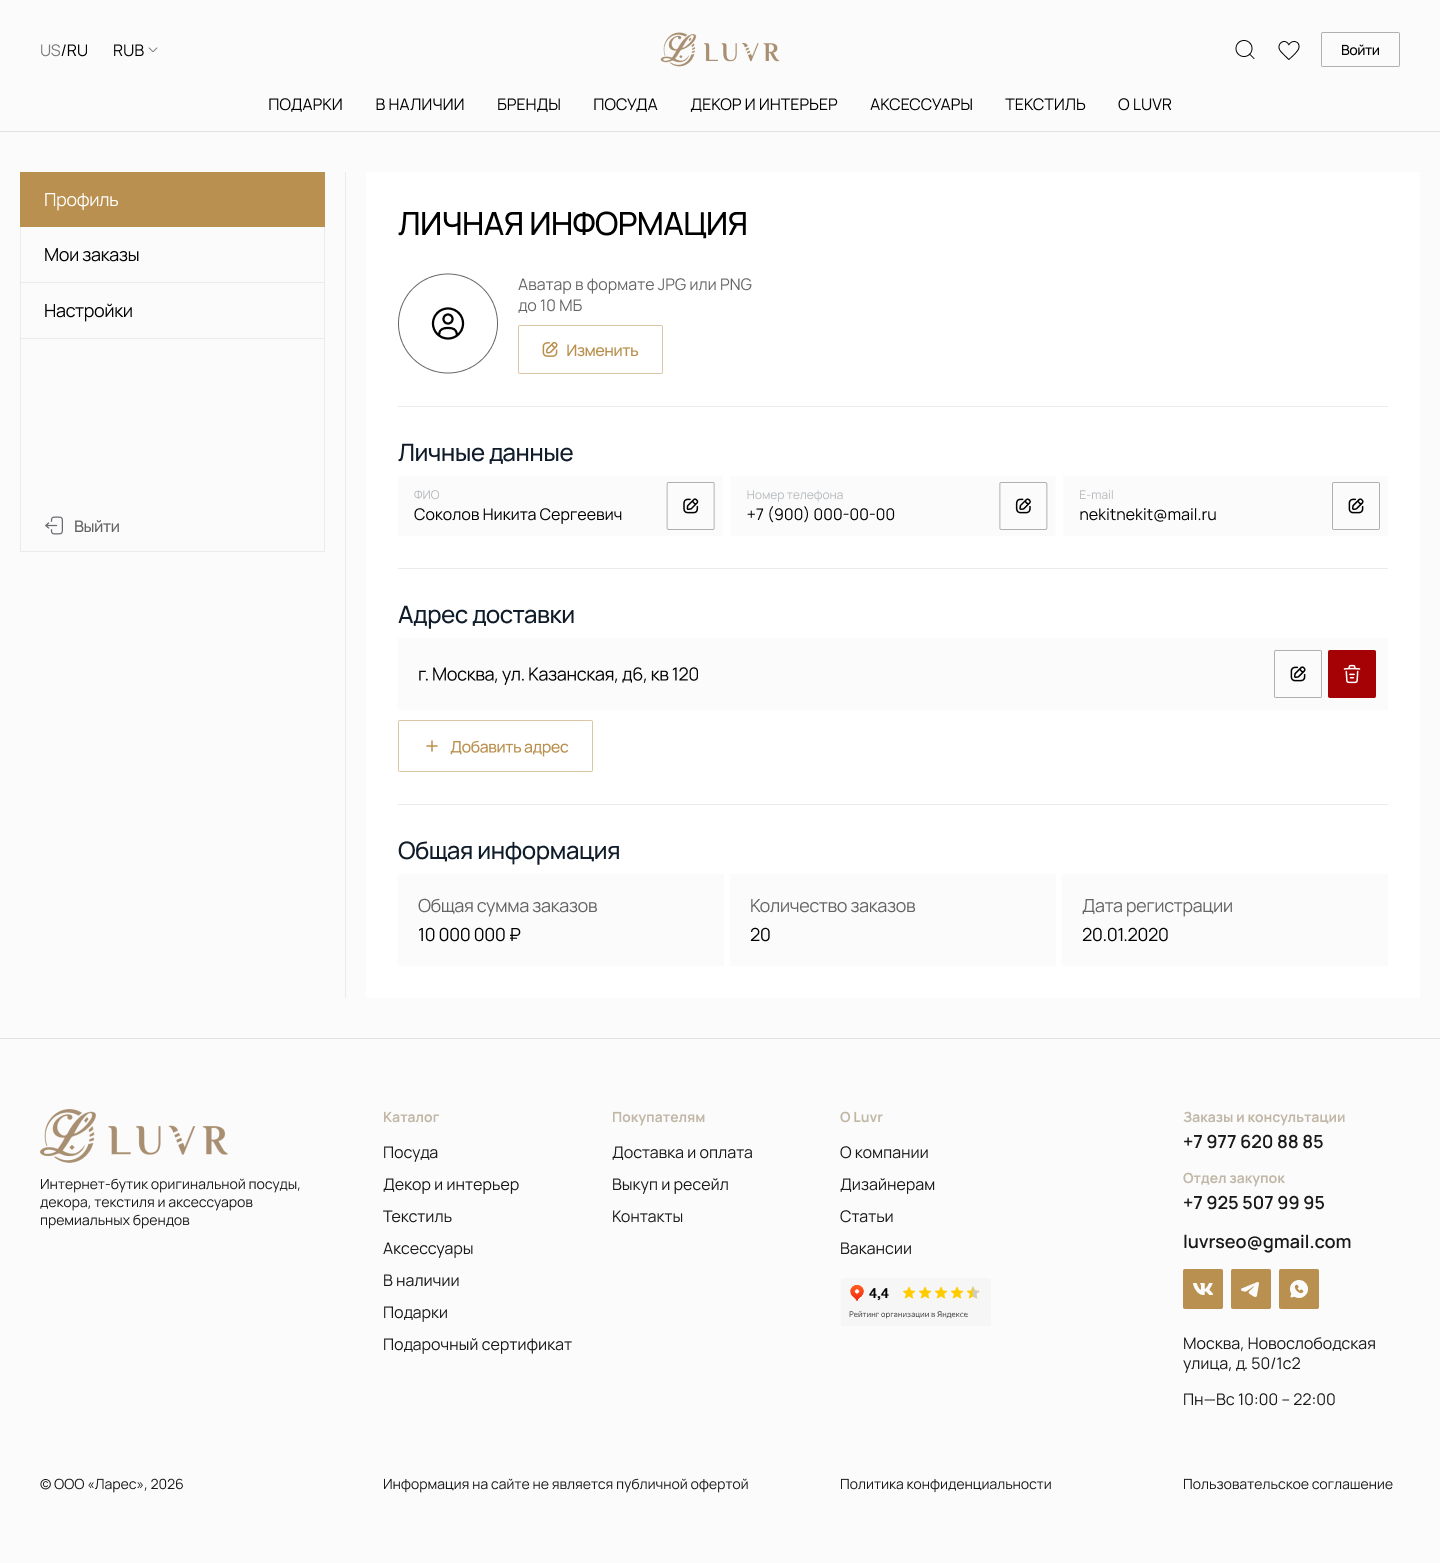 US/RU RUB
LUVR
Войти
ПОДАРКИ В НАЛИЧИИ БРЕНДЫ ПОСУДА ДЕКОР И ИНТЕРЬЕР АКСЕССУАРЫ ТЕКСТИЛЬ О LUVR
Профиль
Мои заказы
Настройки
Выйти
ЛИЧНАЯ ИНФОРМАЦИЯ
Аватар в формате JPG или PNG
до 10 МБ
Изменить
Личные данные
ФИО
Соколов Никита Сергеевич
Номер телефона
+7 (900) 000-00-00
E-mail
nekitnekit@mail.ru
Адрес доставки
г. Москва, ул. Казанская, д6, кв 120
Добавить адрес
Общая информация
Общая сумма заказов
10 000 000 ₽
Количество заказов
20
Дата регистрации
20.01.2020
LUVR
Интернет-бутик оригинальной посуды,
декора, текстиля и аксессуаров
премиальных брендов
Каталог
Посуда
Декор и интерьер
Текстиль
Аксессуары
В наличии
Подарки
Подарочный сертификат
Покупателям
Доставка и оплата
Выкуп и ресейл
Контакты
О Luvr
О компании
Дизайнерам
Статьи
Вакансии
4,4
Рейтинг организации в Яндексе
Заказы и консультации
+7 977 620 88 85
Отдел закупок
+7 925 507 99 95
luvrseo@gmail.com
Москва, Новослободская
улица, д. 50/1с2
Пн—Вс 10:00 – 22:00
© ООО «Ларес», 2026
Информация на сайте не является публичной офертой
Политика конфиденциальности
Пользовательское соглашение